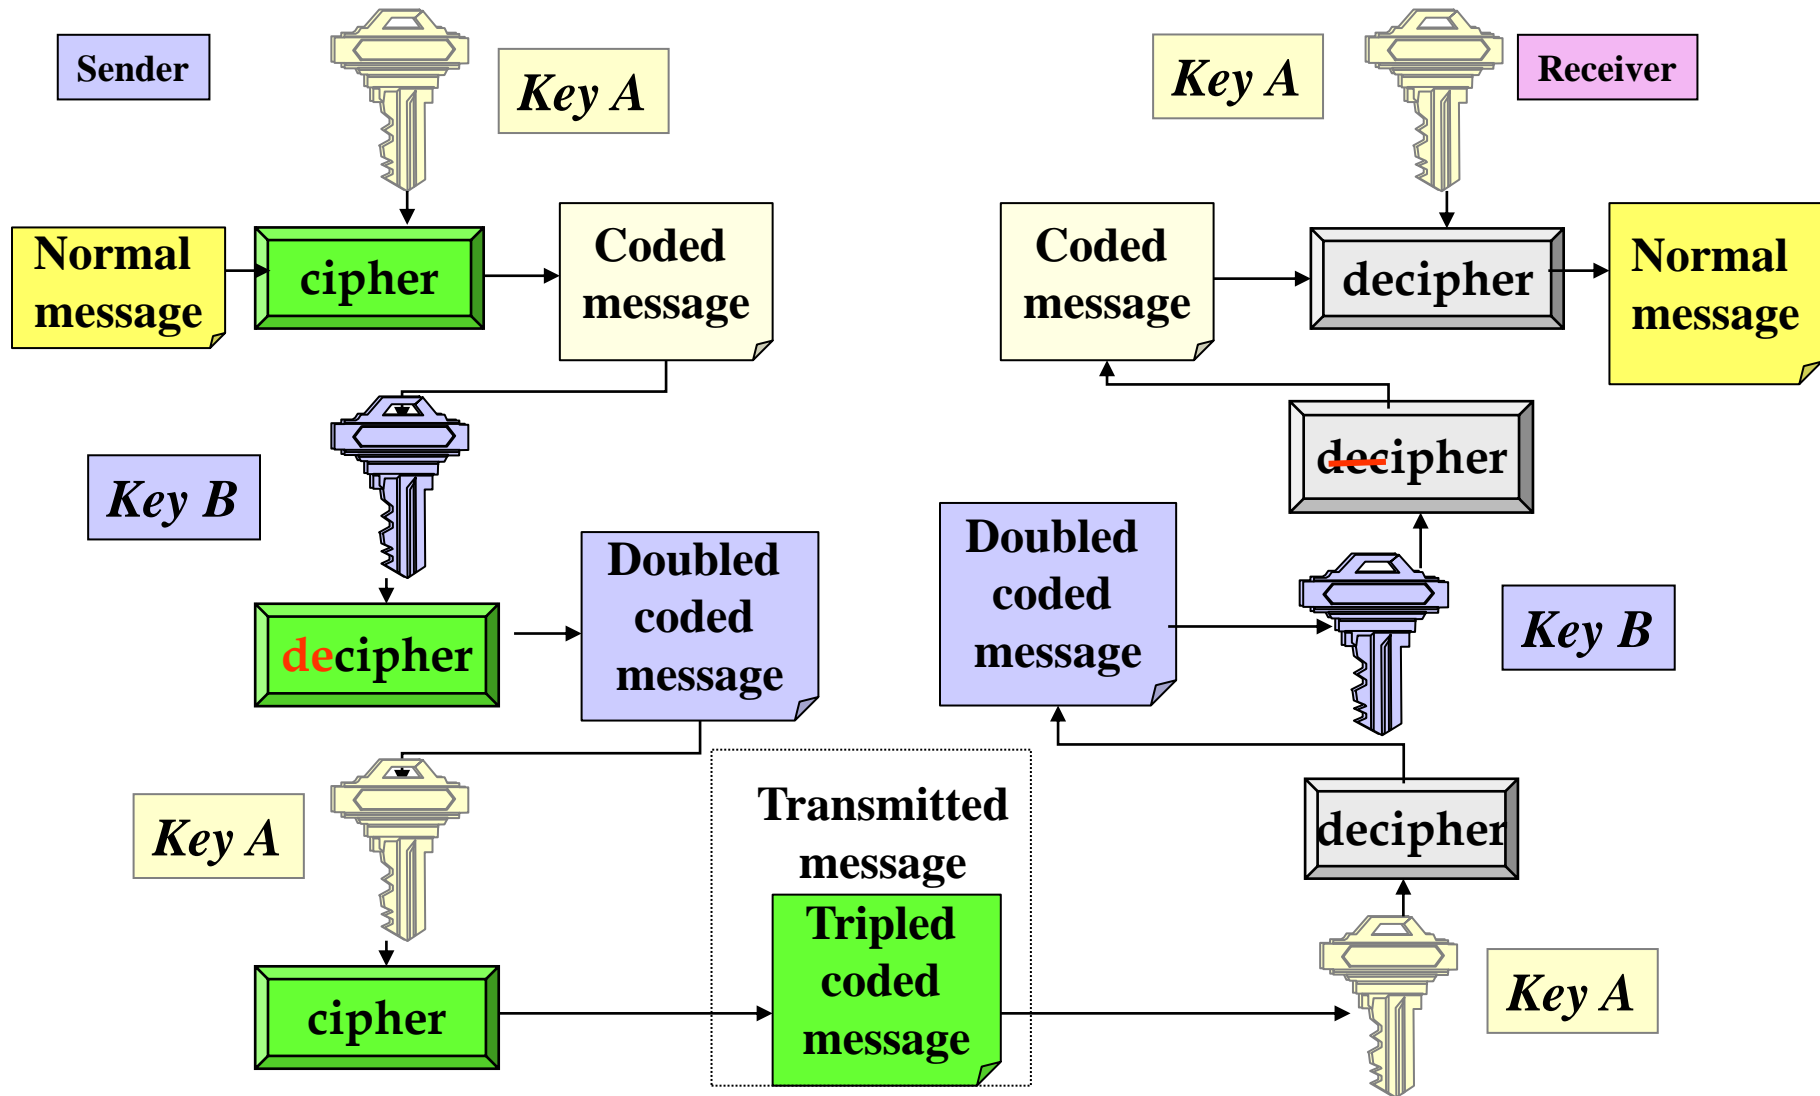 Sender
Key A
Normal
message
cipher
Coded
message
Key B
decipher
Doubled
coded
message
Key A
cipher
Transmitted
message
Tripled
coded
message
Key A
Receiver
Coded
message
decipher
Normal
message
decipher
Doubled
coded
message
Key B
decipher
Key A